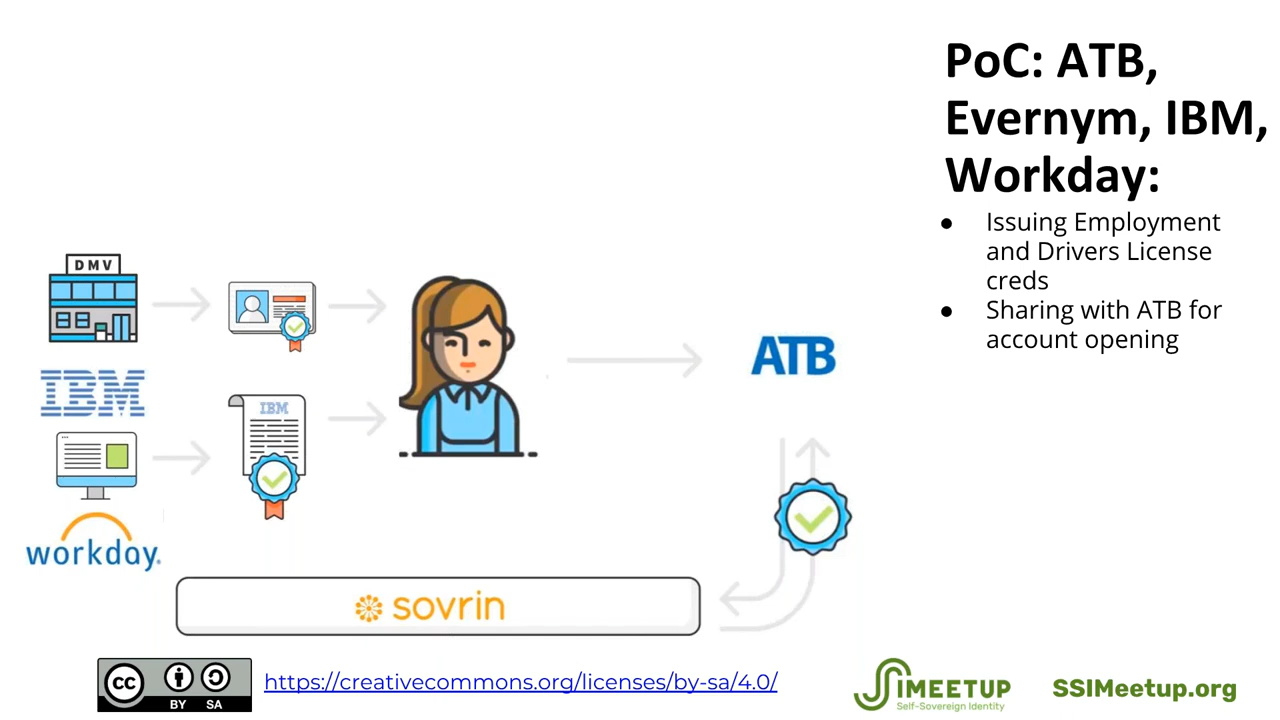 PoC: ATB,
Evernym, IBM,
Workday:
● Issuing Employment
and Drivers License
creds
● Sharing with ATB for
account opening
DMV
IBM
IBM
workday.
ATB
sovrin
CC
BY SA
https://creativecommons.org/licenses/by-sa/4.0/
SSIMEETUP
Self-Sovereign Identity
SSIMeetup.org